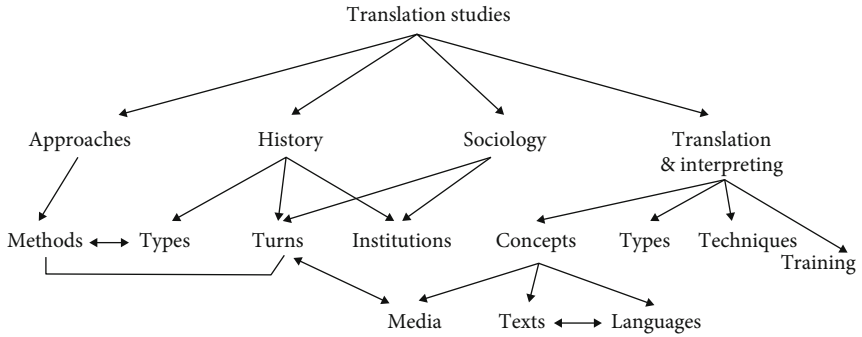 Translation studies
Approaches
History
Sociology
Translation
& interpreting
Methods
Types
Turns
Institutions
Concepts
Types
Techniques
Training
Media
Texts
Languages